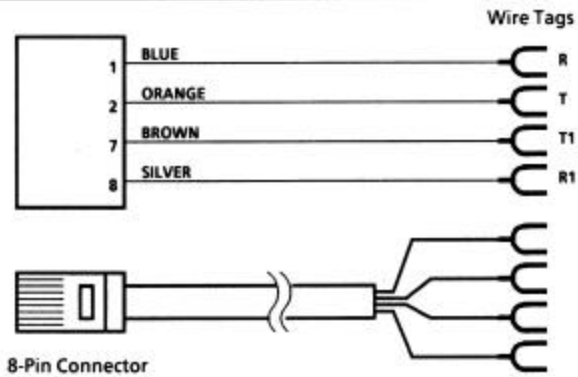 Wire Tags
1 BLUE R
2 ORANGE T
7 BROWN T1
8 SILVER R1
8-Pin Connector